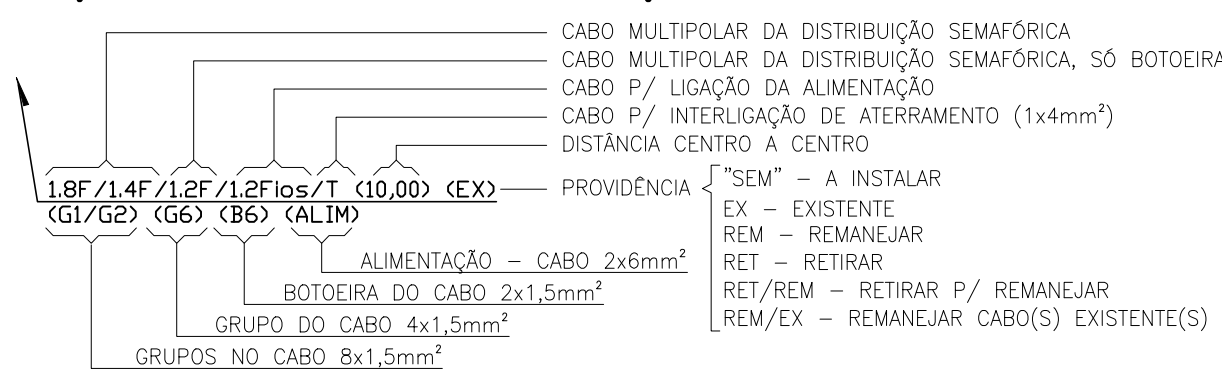 CABO MULTIPOLAR DA DISTRIBUIÇÃO SEMAFÓRICA
CABO MULTIPOLAR DA DISTRIBUIÇÃO SEMAFÓRICA, SÓ BOTOEIRA
CABO P/ LIGAÇÃO DA ALIMENTAÇÃO
CABO P/ INTERLIGAÇÃO DE ATERRAMENTO (1x4mm²)
DISTÂNCIA CENTRO A CENTRO
1.8F/1.4F/1.2F/1.2Fios/T (10,00) (EX)
(G1/G2) (G6) (B6) (ALIM)
PROVIDÊNCIA
"SEM" – A INSTALAR
EX – EXISTENTE
REM – REMANEJAR
RET – RETIRAR
RET/REM – RETIRAR P/ REMANEJAR
REM/EX – REMANEJAR CABO(S) EXISTENTE(S)
ALIMENTAÇÃO – CABO 2x6mm²
BOTOEIRA DO CABO 2x1,5mm²
GRUPO DO CABO 4x1,5mm²
GRUPOS NO CABO 8x1,5mm²